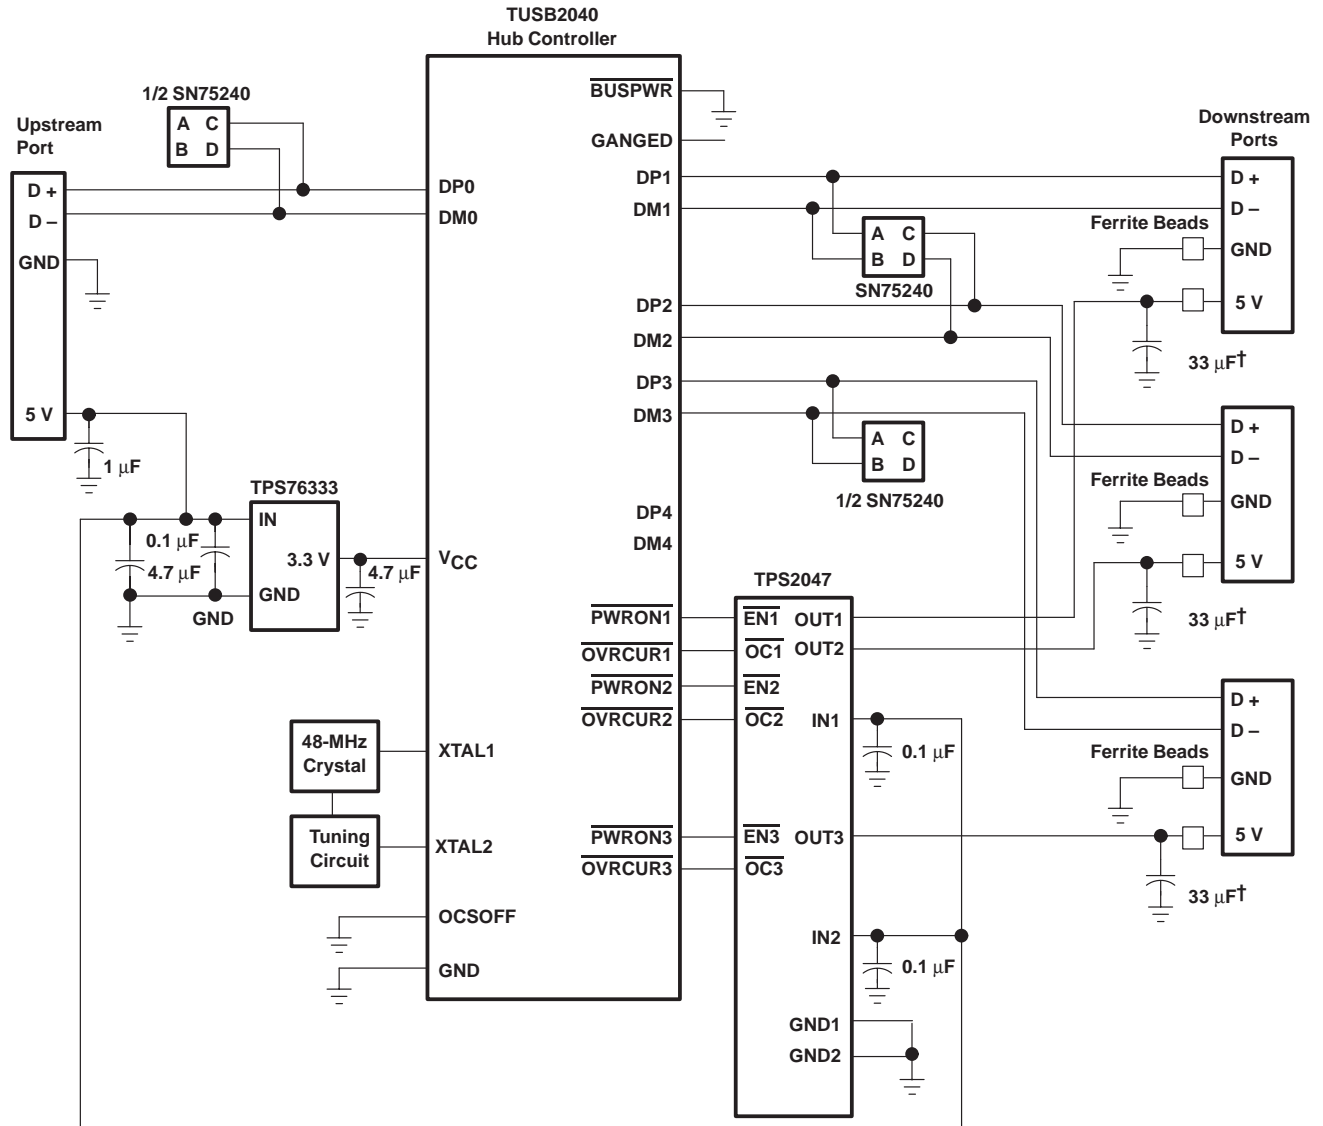 TUSB2040
Hub Controller
Upstream
Port
D +
D –
GND
5 V
1/2 SN75240
A C
B D
1 μF
TPS76333
IN
3.3 V
GND
0.1 μF
4.7 μF
GND
4.7 μF
48-MHz
Crystal
Tuning
Circuit
DP0
DM0
VCC
XTAL1
XTAL2
OCSOFF
GND
BUSPWR
GANGED
DP1
DM1
DP2
DM2
DP3
DM3
DP4
DM4
PWRON1
OVRCUR1
PWRON2
OVRCUR2
PWRON3
OVRCUR3
A C
B D
SN75240
A C
B D
1/2 SN75240
TPS2047
EN1 OUT1
OC1 OUT2
EN2
OC2 IN1
EN3 OUT3
OC3
IN2
GND1
GND2
0.1 μF
0.1 μF
Downstream
Ports
D +
D –
Ferrite Beads
GND
5 V
33 μF†
D +
D –
Ferrite Beads
GND
5 V
33 μF†
D +
D –
Ferrite Beads
GND
5 V
33 μF†